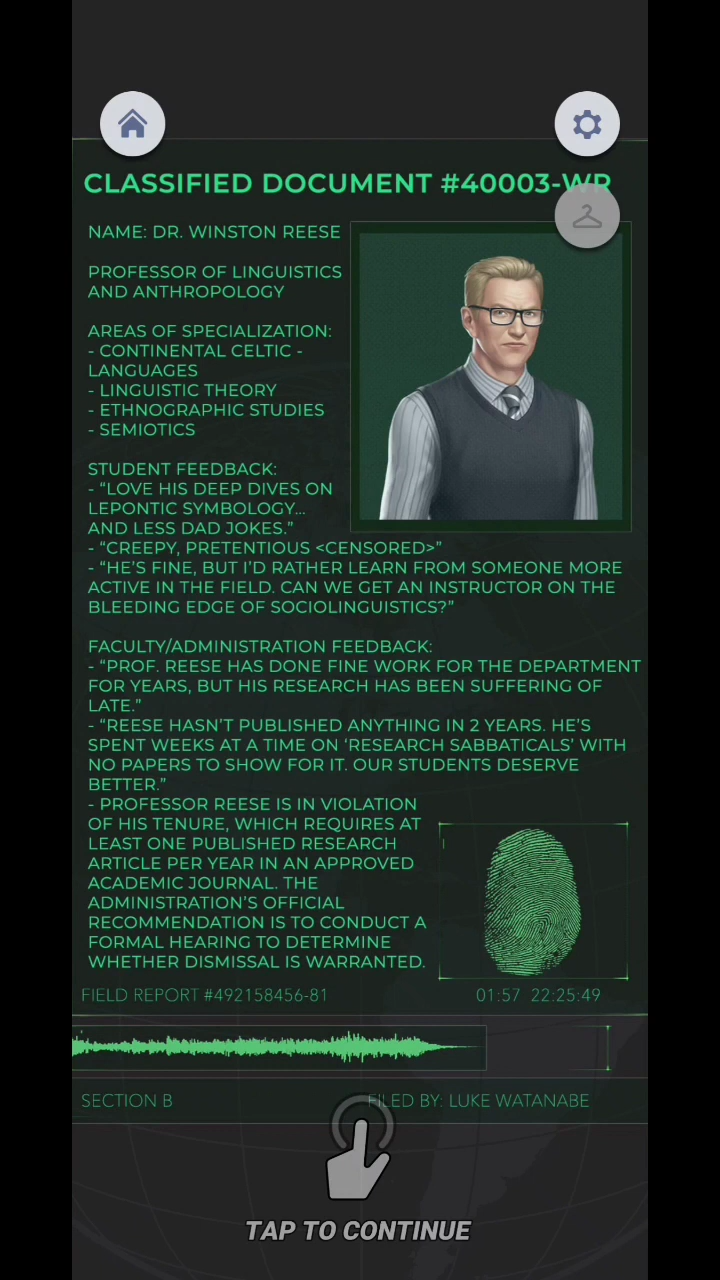 CLASSIFIED DOCUMENT #40003-WR
NAME: DR. WINSTON REESE
PROFESSOR OF LINGUISTICS
AND ANTHROPOLOGY
AREAS OF SPECIALIZATION:
- CONTINENTAL CELTIC -
LANGUAGES
- LINGUISTIC THEORY
- ETHNOGRAPHIC STUDIES
- SEMIOTICS
STUDENT FEEDBACK:
- “LOVE HIS DEEP DIVES ON
LEPONTIC SYMBOLOGY...
AND LESS DAD JOKES.”
- “CREEPY, PRETENTIOUS <CENSORED>”
- “HE’S FINE, BUT I’D RATHER LEARN FROM SOMEONE MORE
ACTIVE IN THE FIELD. CAN WE GET AN INSTRUCTOR ON THE
BLEEDING EDGE OF SOCIOLINGUISTICS?”
FACULTY/ADMINISTRATION FEEDBACK:
- “PROF. REESE HAS DONE FINE WORK FOR THE DEPARTMENT
FOR YEARS, BUT HIS RESEARCH HAS BEEN SUFFERING OF
LATE.”
- “REESE HASN’T PUBLISHED ANYTHING IN 2 YEARS. HE’S
SPENT WEEKS AT A TIME ON ‘RESEARCH SABBATICALS’ WITH
NO PAPERS TO SHOW FOR IT. OUR STUDENTS DESERVE
BETTER.”
- PROFESSOR REESE IS IN VIOLATION
OF HIS TENURE, WHICH REQUIRES AT
LEAST ONE PUBLISHED RESEARCH
ARTICLE PER YEAR IN AN APPROVED
ACADEMIC JOURNAL. THE
ADMINISTRATION’S OFFICIAL
RECOMMENDATION IS TO CONDUCT A
FORMAL HEARING TO DETERMINE
WHETHER DISMISSAL IS WARRANTED.
FIELD REPORT #492158456-81
01:57 22:25:49
SECTION B
FILED BY: LUKE WATANABE
TAP TO CONTINUE